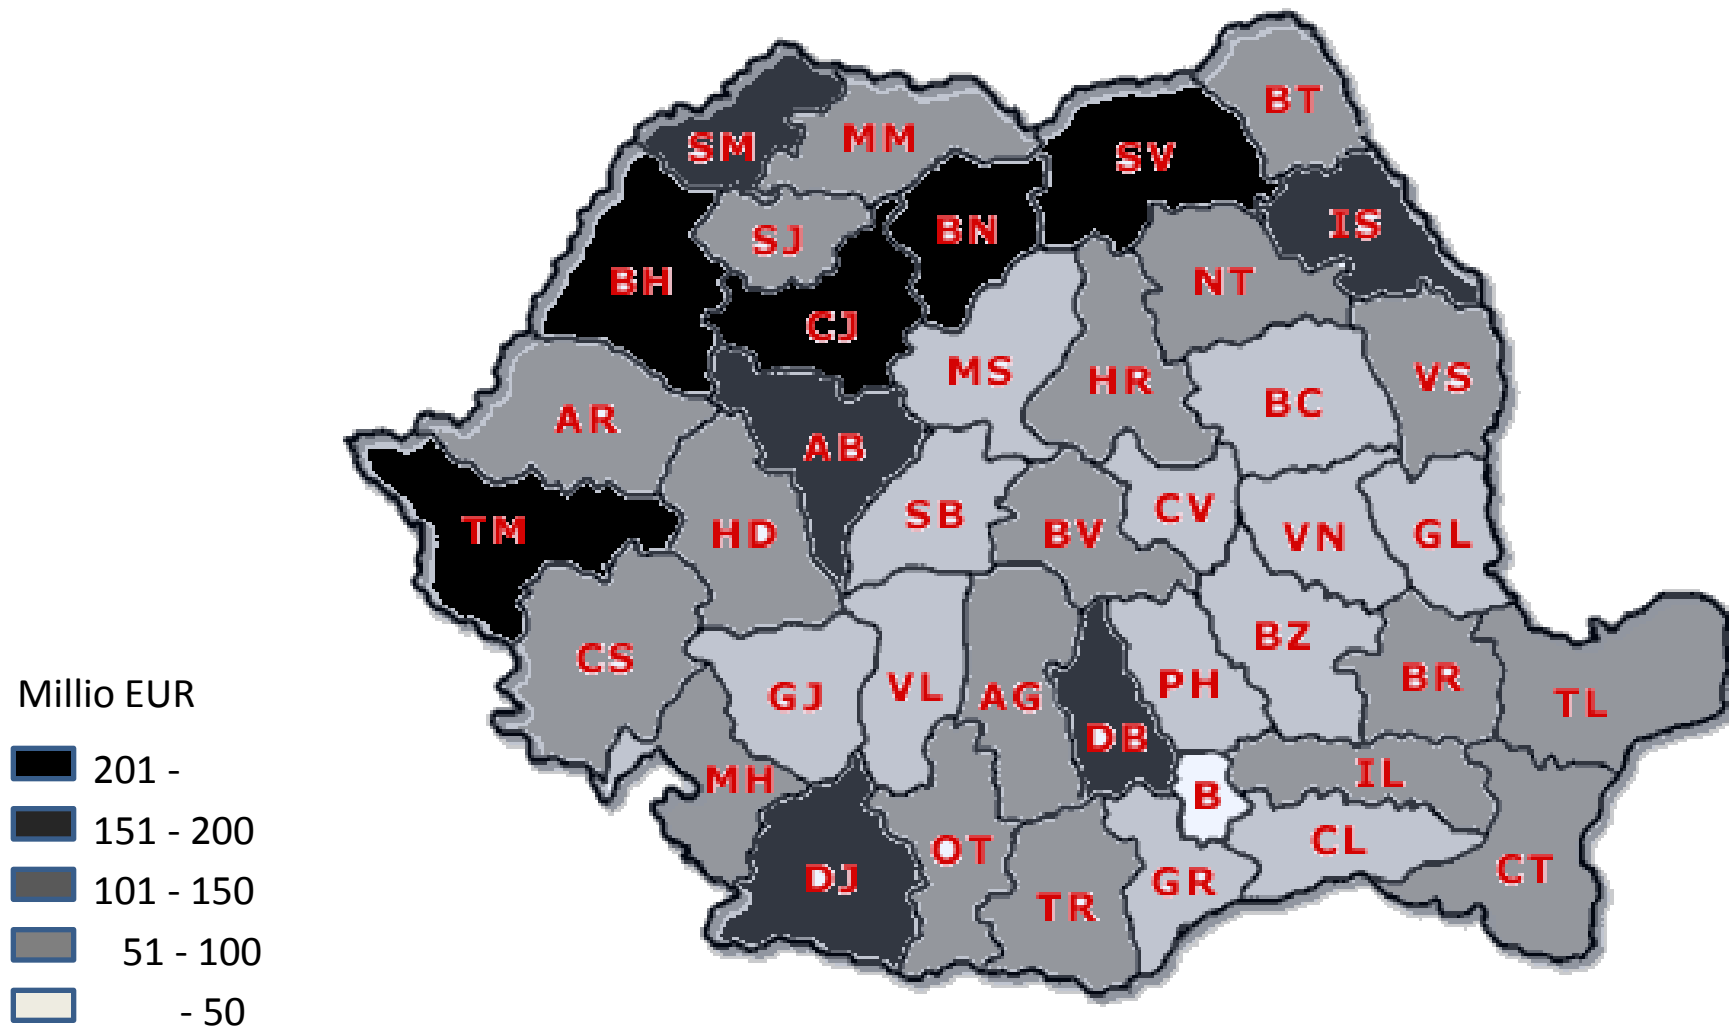 BT
MM
SM
SV
IS
BN
SJ
NT
BH
CJ
MS
HR
VS
BC
AR
AB
CV
SB
TM
HD
BV
VN
GL
BZ
CS
BR
PH
VL
GJ
AG
TL
Millio EUR
DB
201 -
MH
B
IL
151 - 200
CL
OT
CT
DJ
GR
101 - 150
TR
51 - 100
- 50